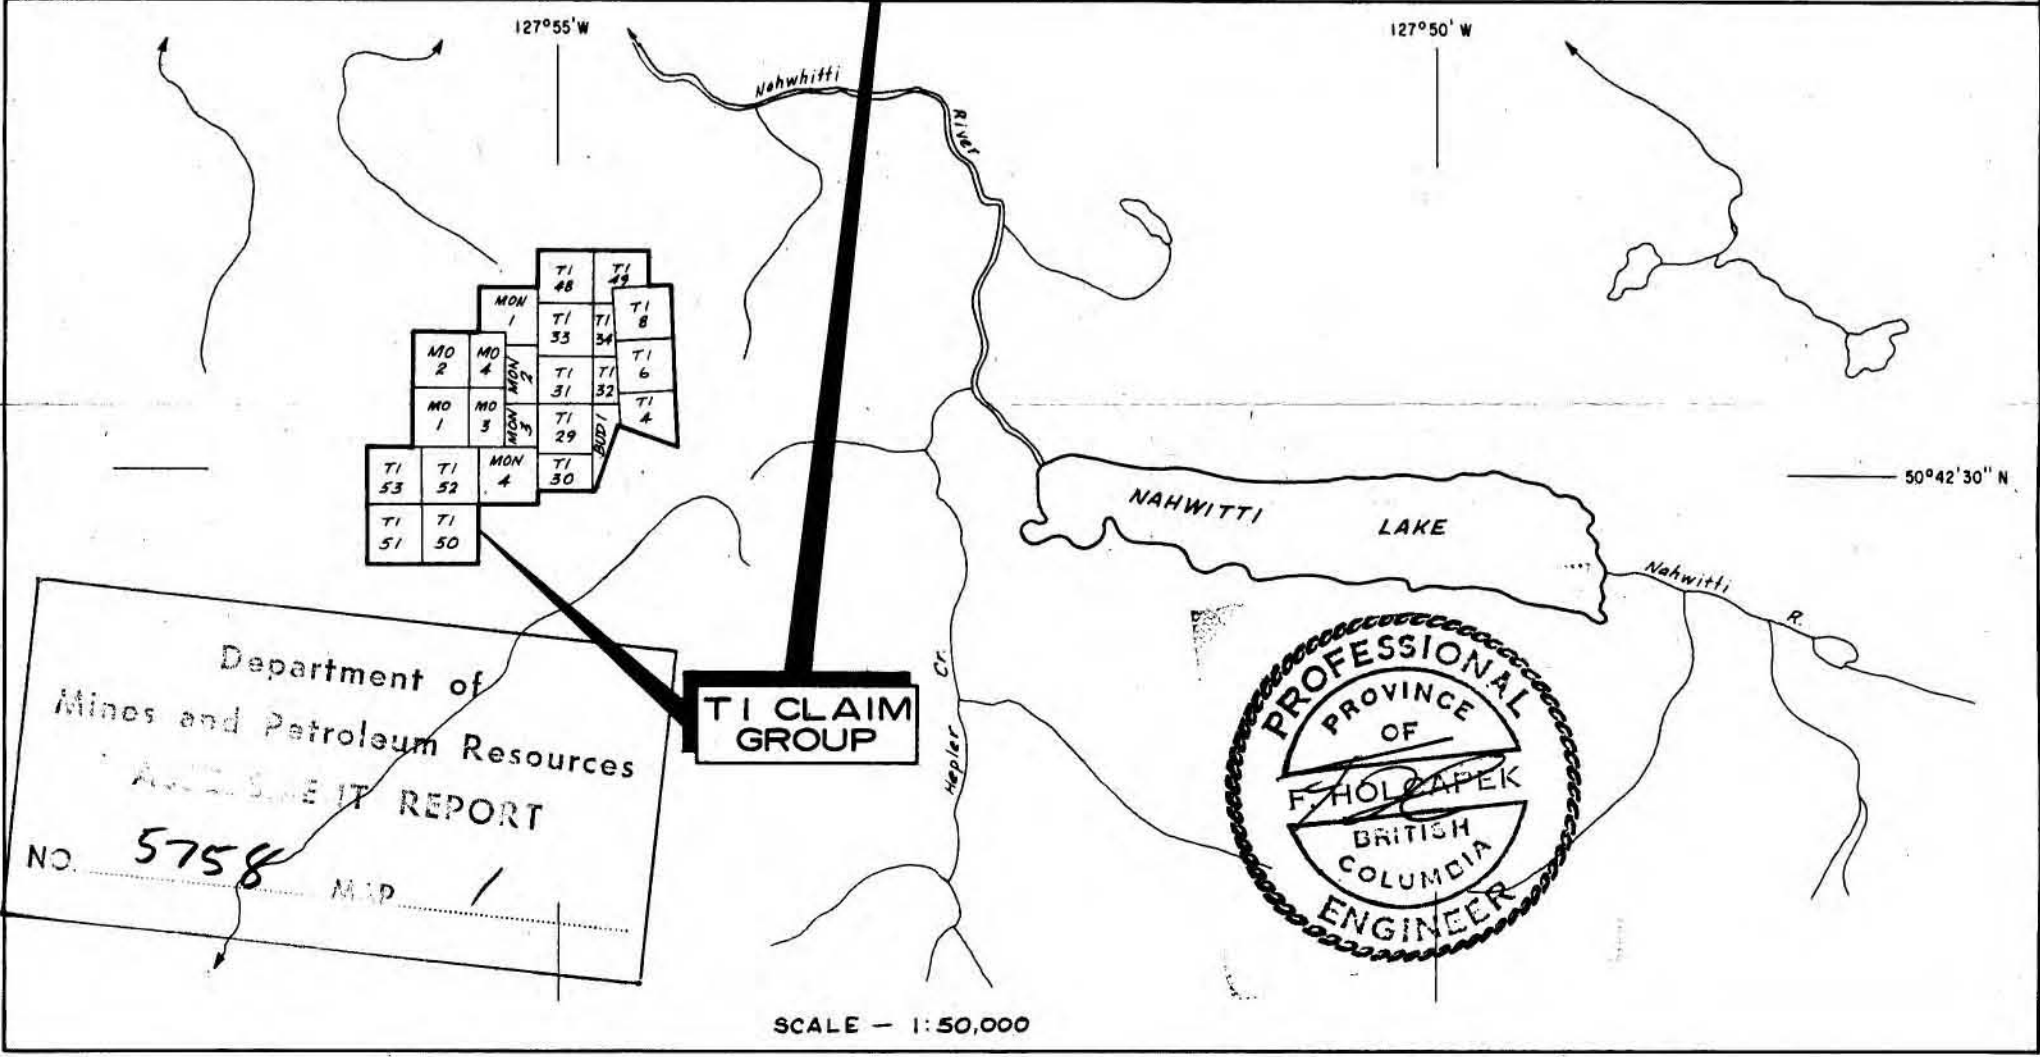 127°55'W
127°50'W
Nahwhitti
River
TI 48
TI 49
MON 1
TI 33
TI 34
TI 8
MO 2
MO 4
MON 2
TI 31
TI 32
TI 6
MO 1
MO 3
MON 3
TI 29
BUD 1
TI 4
TI 53
TI 52
MON 4
TI 30
TI 51
TI 50
50°42'30" N
NAHWITTI LAKE
Nahwitti R.
Hepler Cr.
TI CLAIM
GROUP
Department of
Mines and Petroleum Resources
REPORT
NO. 5758 MAP 1
PROFESSIONAL
PROVINCE
OF
F. HOLCAPEK
BRITISH
COLUMBIA
ENGINEER
SCALE — 1:50,000